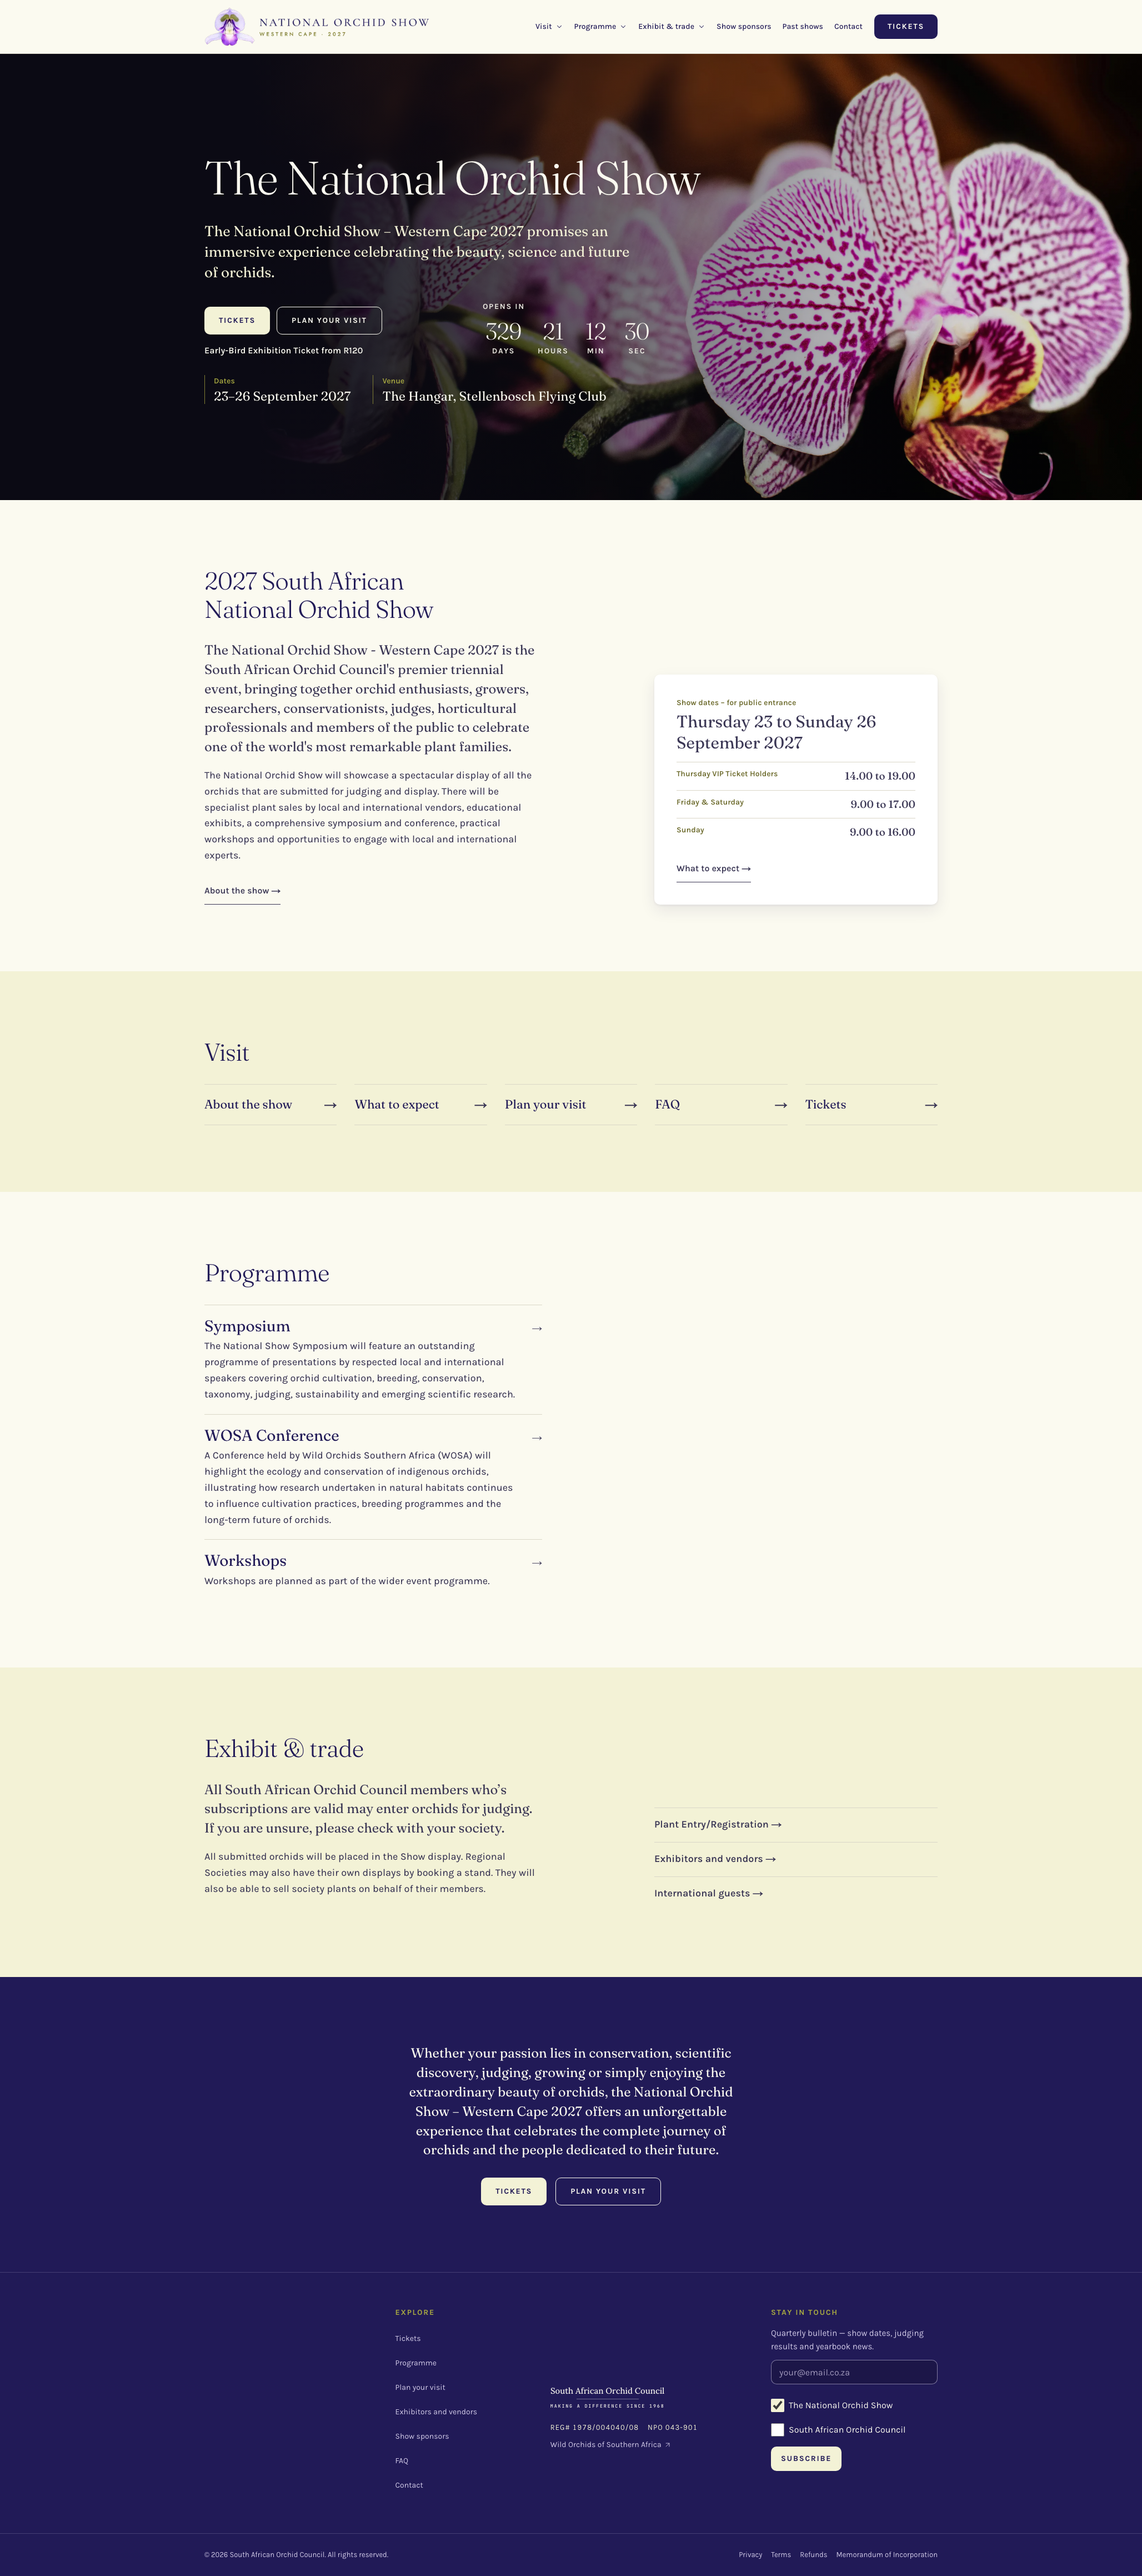 NATIONAL ORCHID SHOW
WESTERN CAPE · 2027
Visit
Programme
Exhibit & trade
Show sponsors
Past shows
Contact
TICKETS
The National Orchid Show
The National Orchid Show – Western Cape 2027 promises an
immersive experience celebrating the beauty, science and future
of orchids.
TICKETS
PLAN YOUR VISIT
Early-Bird Exhibition Ticket from R120
OPENS IN
329 21 12 30
DAYS HOURS MIN SEC
Dates
23–26 September 2027
Venue
The Hangar, Stellenbosch Flying Club
2027 South African
National Orchid Show
The National Orchid Show - Western Cape 2027 is the
South African Orchid Council's premier triennial
event, bringing together orchid enthusiasts, growers,
researchers, conservationists, judges, horticultural
professionals and members of the public to celebrate
one of the world's most remarkable plant families.
The National Orchid Show will showcase a spectacular display of all the
orchids that are submitted for judging and display. There will be
specialist plant sales by local and international vendors, educational
exhibits, a comprehensive symposium and conference, practical
workshops and opportunities to engage with local and international
experts.
About the show →
Show dates – for public entrance
Thursday 23 to Sunday 26
September 2027
Thursday VIP Ticket Holders 14.00 to 19.00
Friday & Saturday 9.00 to 17.00
Sunday 9.00 to 16.00
What to expect →
Visit
About the show →
What to expect →
Plan your visit →
FAQ →
Tickets →
Programme
Symposium →
The National Show Symposium will feature an outstanding
programme of presentations by respected local and international
speakers covering orchid cultivation, breeding, conservation,
taxonomy, judging, sustainability and emerging scientific research.
WOSA Conference →
A Conference held by Wild Orchids Southern Africa (WOSA) will
highlight the ecology and conservation of indigenous orchids,
illustrating how research undertaken in natural habitats continues
to influence cultivation practices, breeding programmes and the
long-term future of orchids.
Workshops →
Workshops are planned as part of the wider event programme.
Exhibit & trade
All South African Orchid Council members who's
subscriptions are valid may enter orchids for judging.
If you are unsure, please check with your society.
All submitted orchids will be placed in the Show display. Regional
Societies may also have their own displays by booking a stand. They will
also be able to sell society plants on behalf of their members.
Plant Entry/Registration →
Exhibitors and vendors →
International guests →
Whether your passion lies in conservation, scientific
discovery, judging, growing or simply enjoying the
extraordinary beauty of orchids, the National Orchid
Show – Western Cape 2027 offers an unforgettable
experience that celebrates the complete journey of
orchids and the people dedicated to their future.
TICKETS
PLAN YOUR VISIT
EXPLORE
Tickets
Programme
Plan your visit
Exhibitors and vendors
Show sponsors
FAQ
Contact
South African Orchid Council
MAKING A DIFFERENCE SINCE 1968
REG# 1978/004040/08 NPO 043-901
Wild Orchids of Southern Africa ↗
STAY IN TOUCH
Quarterly bulletin — show dates, judging
results and yearbook news.
your@email.co.za
The National Orchid Show
South African Orchid Council
SUBSCRIBE
© 2026 South African Orchid Council. All rights reserved.
Privacy
Terms
Refunds
Memorandum of Incorporation